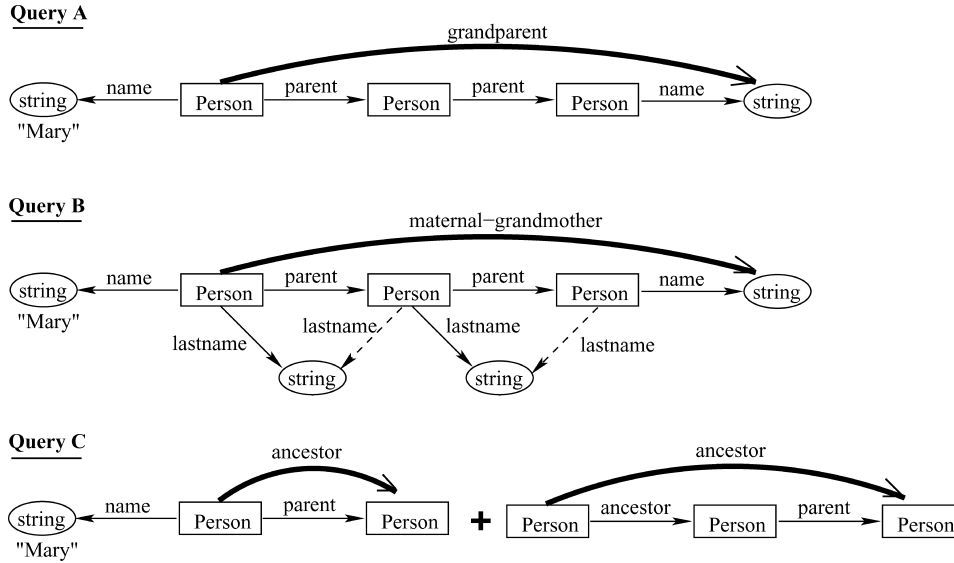 Query A
grandparent
name parent parent name
string Person Person Person string
"Mary"
Query B
maternal-grandmother
name parent parent name
string Person Person Person string
"Mary"
lastname lastname lastname lastname
string string
Query C
ancestor ancestor
name parent ancestor parent
string Person Person + Person Person Person
"Mary"